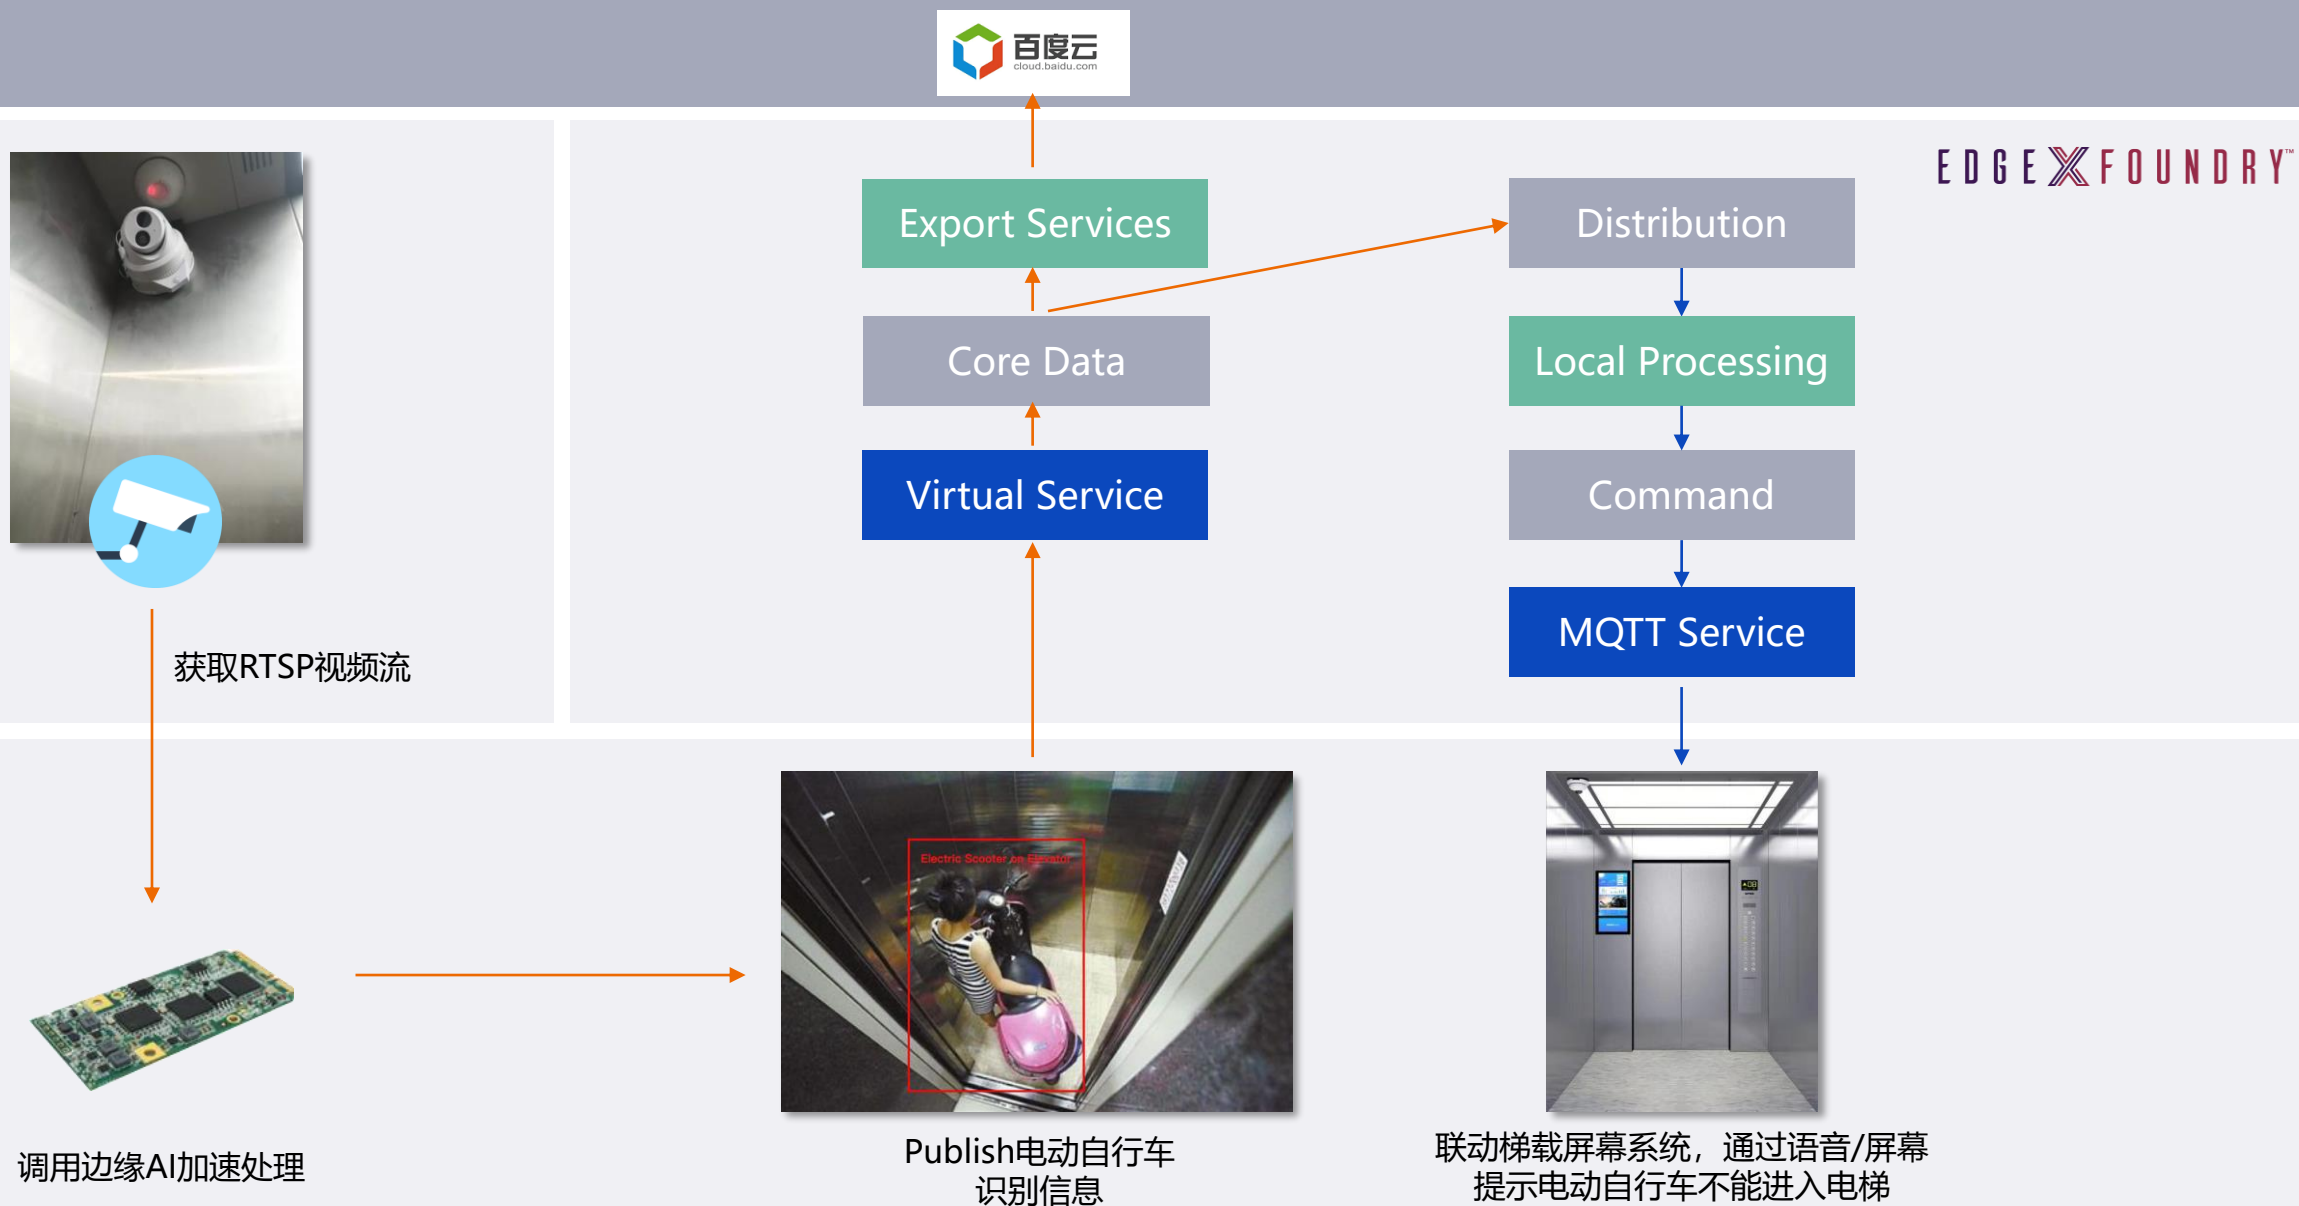 百度云
cloud.baidu.com
EDGE X FOUNDRY™
Export Services
Distribution
Core Data
Local Processing
Virtual Service
Command
MQTT Service
获取RTSP视频流
Electric Scooter on Elevator
调用边缘AI加速处理
Publish电动自行车
识别信息
联动梯载屏幕系统，通过语音/屏幕
提示电动自行车不能进入电梯